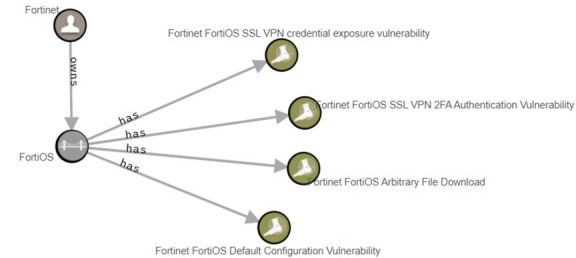 Fortinet
Fortinet FortiOS SSL VPN credential exposure vulnerability
owns
has
Fortinet FortiOS SSL VPN 2FA Authentication Vulnerability
has
has
FortiOS
has
Fortinet FortiOS Arbitrary File Download
Fortinet FortiOS Default Configuration Vulnerability